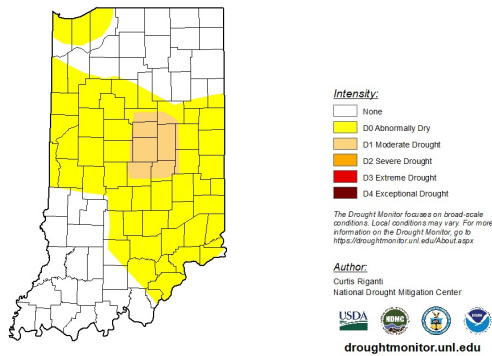 Intensity:
None
D0 Abnormally Dry
D1 Moderate Drought
D2 Severe Drought
D3 Extreme Drought
D4 Exceptional Drought
The Drought Monitor focuses on broad-scale
conditions. Local conditions may vary. For more
information on the Drought Monitor, go to
https://droughtmonitor.unl.edu/About.aspx
Author:
Curtis Riganti
National Drought Mitigation Center
USDA
NDMC
droughtmonitor.unl.edu